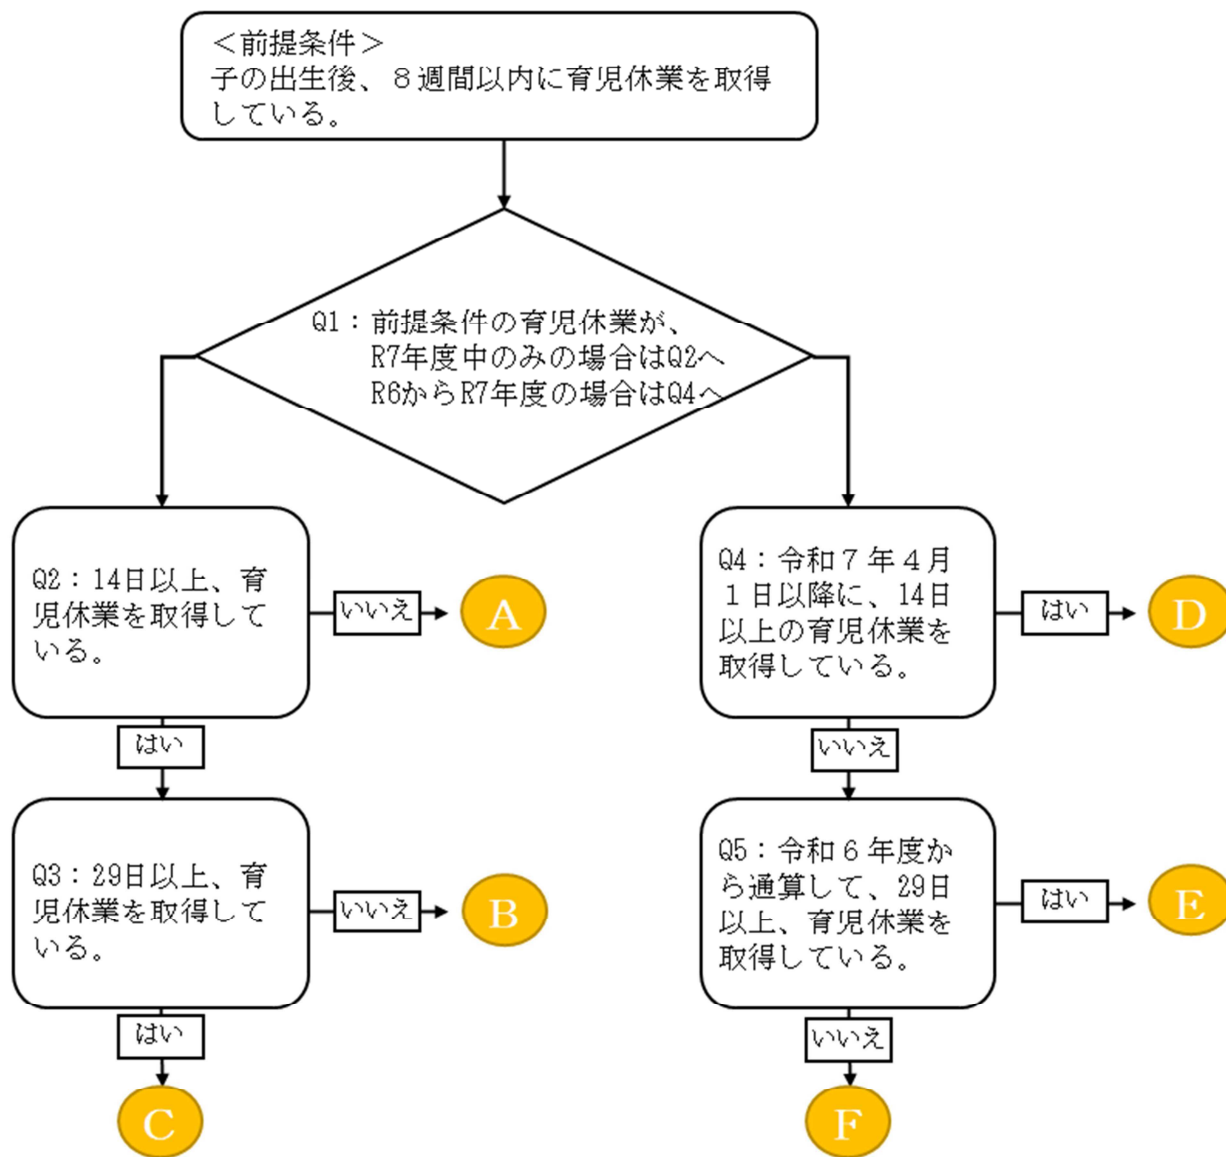 ＜前提条件＞
子の出生後、８週間以内に育児休業を取得
している。
Q1：前提条件の育児休業が、
R7年度中のみの場合はQ2へ
R6からR7年度の場合はQ4へ
Q2：14日以上、育
児休業を取得して
いる。
いいえ
A
はい
Q3：29日以上、育
児休業を取得して
いる。
いいえ
B
はい
C
Q4：令和７年４月
１日以降に、14日
以上の育児休業を
取得している。
はい
D
いいえ
Q5：令和６年度か
ら通算して、29日
以上、育児休業を
取得している。
はい
E
いいえ
F